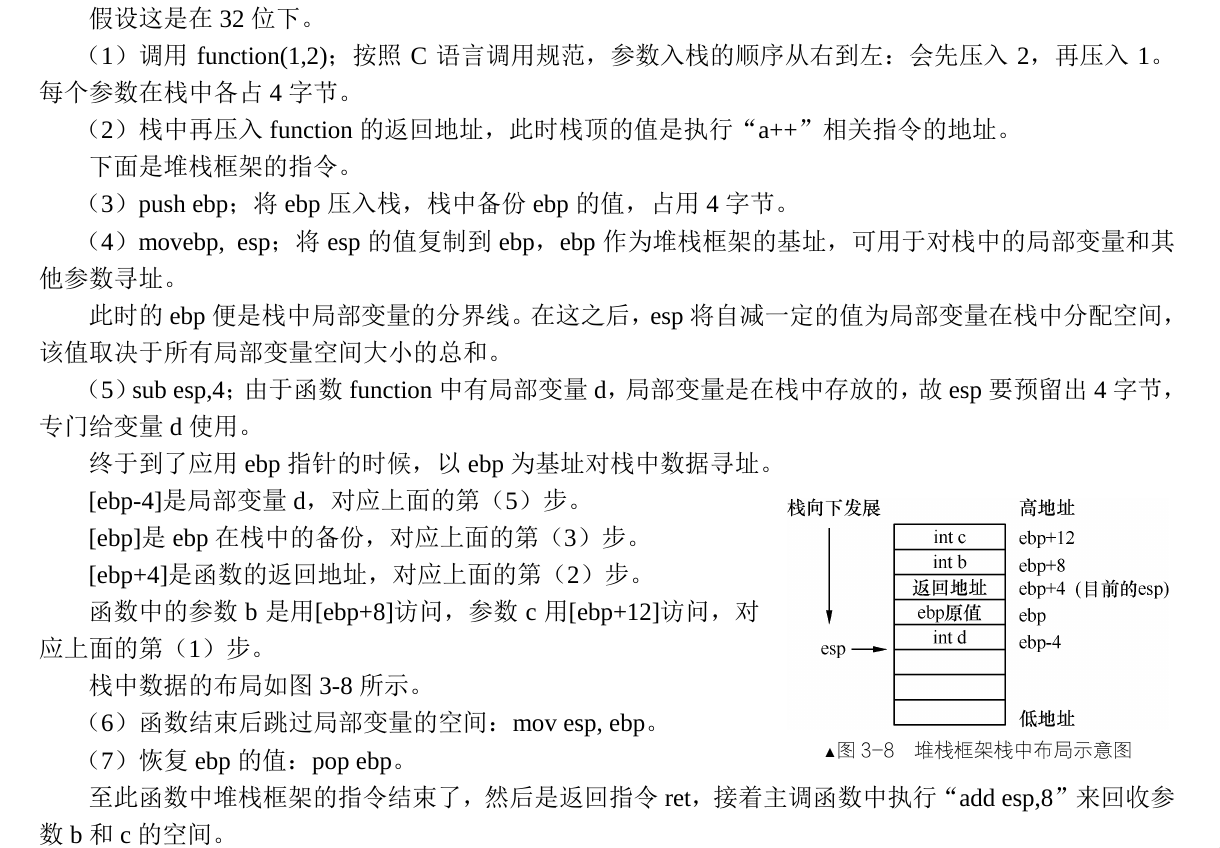 假设这是在 32 位下。
（1）调用 function(1,2)；按照 C 语言调用规范，参数入栈的顺序从右到左：会先压入 2，再压入 1。
每个参数在栈中各占 4 字节。
（2）栈中再压入 function 的返回地址，此时栈顶的值是执行“a++”相关指令的地址。
下面是堆栈框架的指令。
（3）push ebp；将 ebp 压入栈，栈中备份 ebp 的值，占用 4 字节。
（4）movebp, esp；将 esp 的值复制到 ebp，ebp 作为堆栈框架的基址，可用于对栈中的局部变量和其
他参数寻址。
此时的 ebp 便是栈中局部变量的分界线。在这之后，esp 将自减一定的值为局部变量在栈中分配空间，
该值取决于所有局部变量空间大小的总和。
（5）sub esp,4；由于函数 function 中有局部变量 d，局部变量是在栈中存放的，故 esp 要预留出 4 字节，
专门给变量 d 使用。
终于到了应用 ebp 指针的时候，以 ebp 为基址对栈中数据寻址。
[ebp-4]是局部变量 d，对应上面的第（5）步。
[ebp]是 ebp 在栈中的备份，对应上面的第（3）步。
[ebp+4]是函数的返回地址，对应上面的第（2）步。
函数中的参数 b 是用[ebp+8]访问，参数 c 用[ebp+12]访问，对
应上面的第（1）步。
栈中数据的布局如图 3-8 所示。
（6）函数结束后跳过局部变量的空间：mov esp, ebp。
（7）恢复 ebp 的值：pop ebp。
栈向下发展 高地址
int c ebp+12
int b ebp+8
返回地址 ebp+4 (目前的esp)
ebp原值 ebp
int d ebp-4
esp
低地址
▲图 3-8 堆栈框架栈中布局示意图
至此函数中堆栈框架的指令结束了，然后是返回指令 ret，接着主调函数中执行“add esp,8”来回收参
数 b 和 c 的空间。